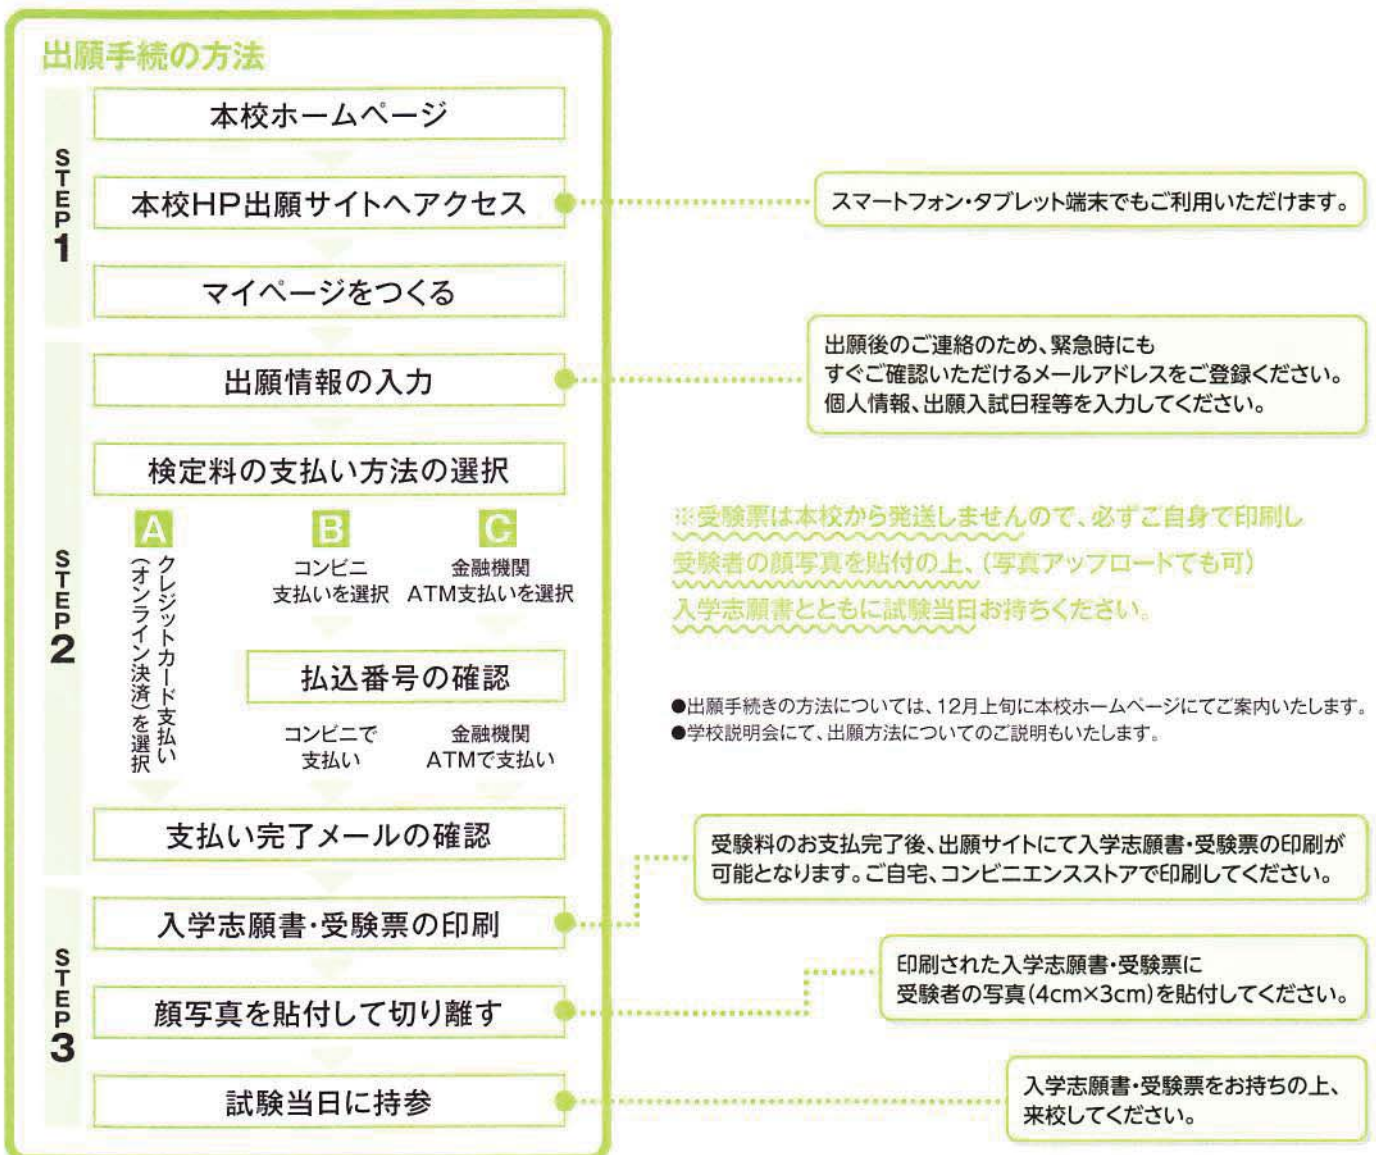 出願手続の方法
STEP1
本校ホームページ
本校HP出願サイトへアクセス
スマートフォン・タブレット端末でもご利用いただけます。
マイページをつくる
STEP2
出願情報の入力
出願後のご連絡のため、緊急時にも
すぐご確認いただけるメールアドレスをご登録ください。
個人情報、出願入試日程等を入力してください。
検定料の支払い方法の選択
A
クレジットカード支払い
(オンライン決済)を選択
B
コンビニ
支払いを選択
C
金融機関
ATM支払いを選択
払込番号の確認
コンビニで
支払い
金融機関
ATMで支払い
支払い完了メールの確認
※受験票は本校から発送しませんので、必ずご自身で印刷し
受験者の顔写真を貼付の上、(写真アップロードでも可)
入学志願書とともに試験当日お持ちください。
●出願手続きの方法については、12月上旬に本校ホームページにてご案内いたします。
●学校説明会にて、出願方法についてのご説明もいたします。
STEP3
入学志願書・受験票の印刷
受験料のお支払完了後、出願サイトにて入学志願書・受験票の印刷が
可能となります。ご自宅、コンビニエンスストアで印刷してください。
顔写真を貼付して切り離す
印刷された入学志願書・受験票に
受験者の写真(4cm×3cm)を貼付してください。
試験当日に持参
入学志願書・受験票をお持ちの上、
来校してください。